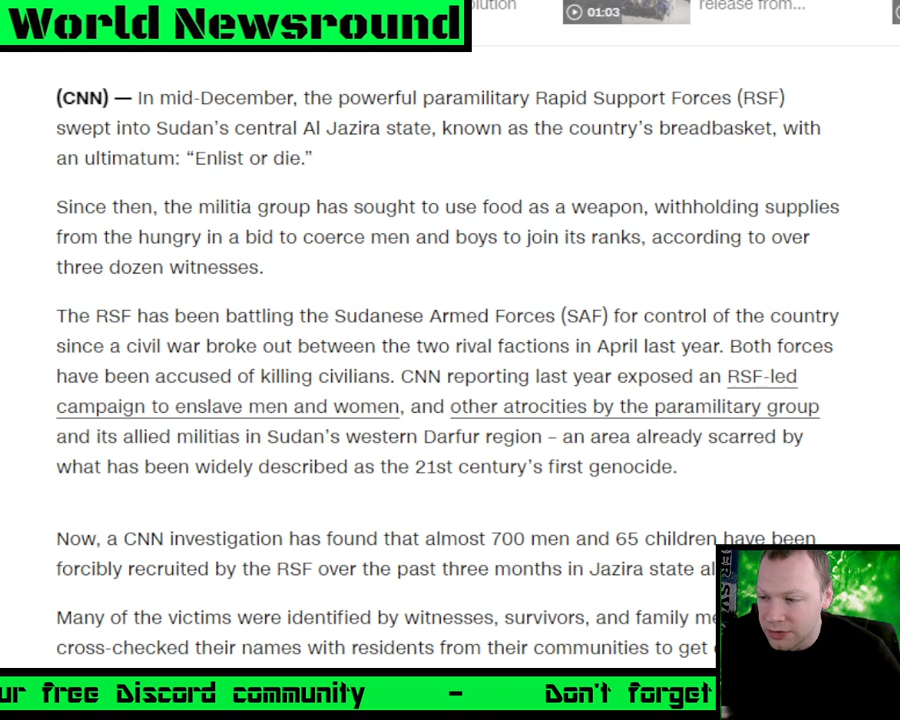 World Newsround
release from...
01:03
(CNN) — In mid-December, the powerful paramilitary Rapid Support Forces (RSF)
swept into Sudan's central Al Jazira state, known as the country's breadbasket, with
an ultimatum: “Enlist or die.”
Since then, the militia group has sought to use food as a weapon, withholding supplies
from the hungry in a bid to coerce men and boys to join its ranks, according to over
three dozen witnesses.
The RSF has been battling the Sudanese Armed Forces (SAF) for control of the country
since a civil war broke out between the two rival factions in April last year. Both forces
have been accused of killing civilians. CNN reporting last year exposed an RSF-led
campaign to enslave men and women, and other atrocities by the paramilitary group
and its allied militias in Sudan's western Darfur region – an area already scarred by
what has been widely described as the 21st century's first genocide.
Now, a CNN investigation has found that almost 700 men and 65 children have been
forcibly recruited by the RSF over the past three months in Jazira state al
Many of the victims were identified by witnesses, survivors, and family me
cross-checked their names with residents from their communities to get
ur free Discord community - Don't forget